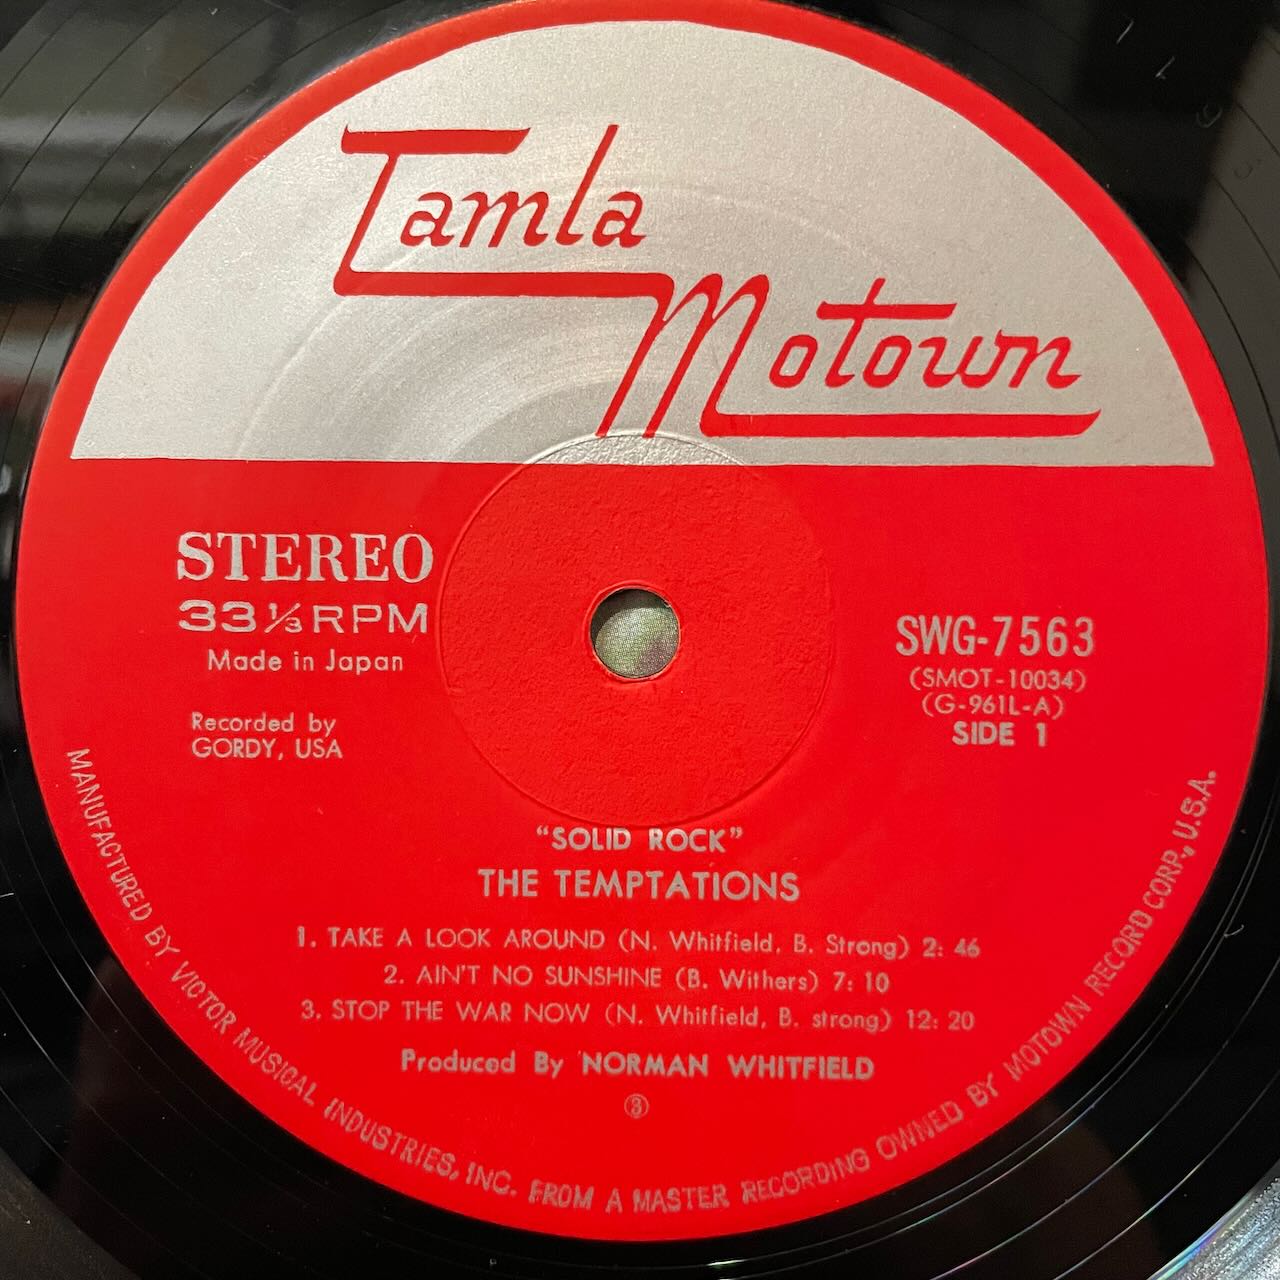 Tamla
Motown
STEREO
33⅓RPM
Made in Japan
Recorded by
GORDY, USA
SWG-7563
(SMOT-10034)
(G-961L-A)
SIDE 1
"SOLID ROCK"
THE TEMPTATIONS
1. TAKE A LOOK AROUND (N. Whitfield, B. Strong) 2: 46
2. AIN'T NO SUNSHINE (B. Withers) 7: 10
3. STOP THE WAR NOW (N. Whitfield, B. strong) 12: 20
Produced By NORMAN WHITFIELD
③
MANUFACTURED BY VICTOR MUSICAL INDUSTRIES, INC. FROM A MASTER RECORDING OWNED BY MOTOWN RECORD CORP., U.S.A.